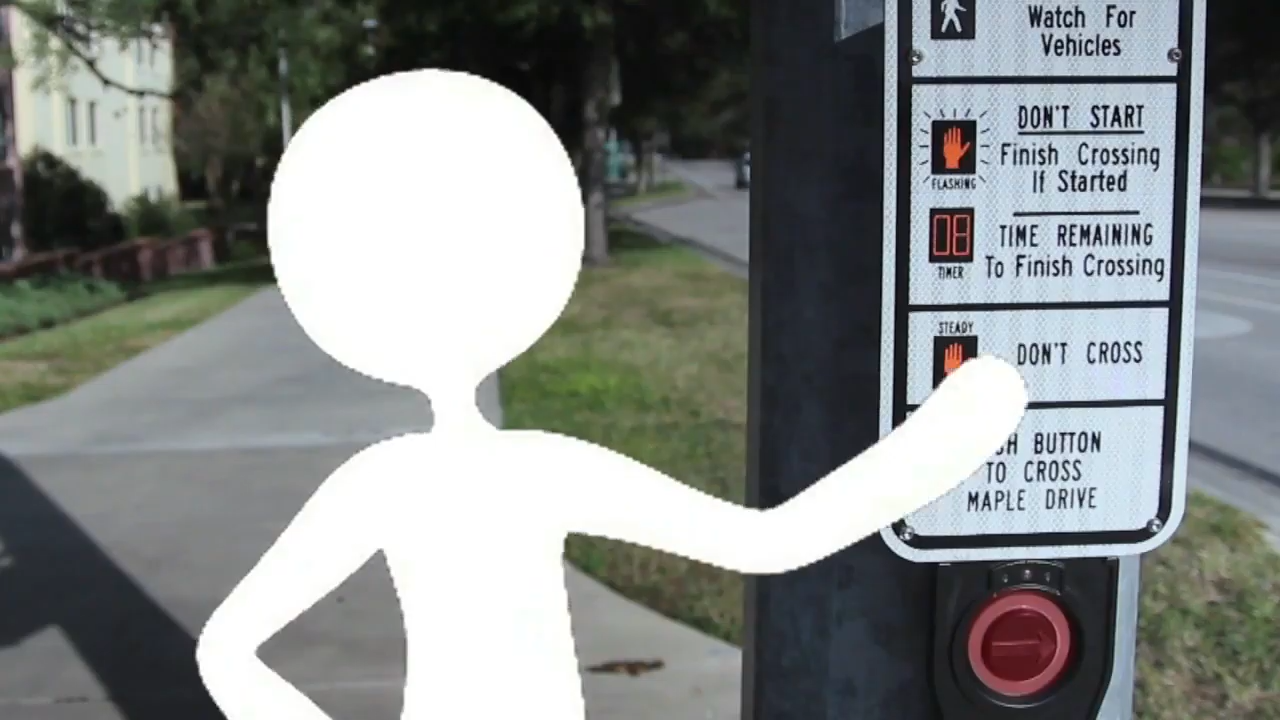 Watch For
Vehicles
DON'T START
Finish Crossing
If Started
FLASHING
08
TIME REMAINING
To Finish Crossing
TIMER
STEADY
DON'T CROSS
BUTTON
TO CROSS
MAPLE DRIVE